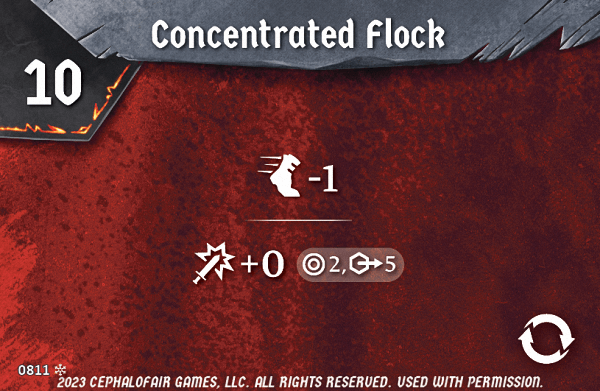 Concentrated Flock
10
-1
+0 2, 5
0811
2023 CEPHALOFAIR GAMES, LLC. ALL RIGHTS RESERVED. USED WITH PERMISSION.